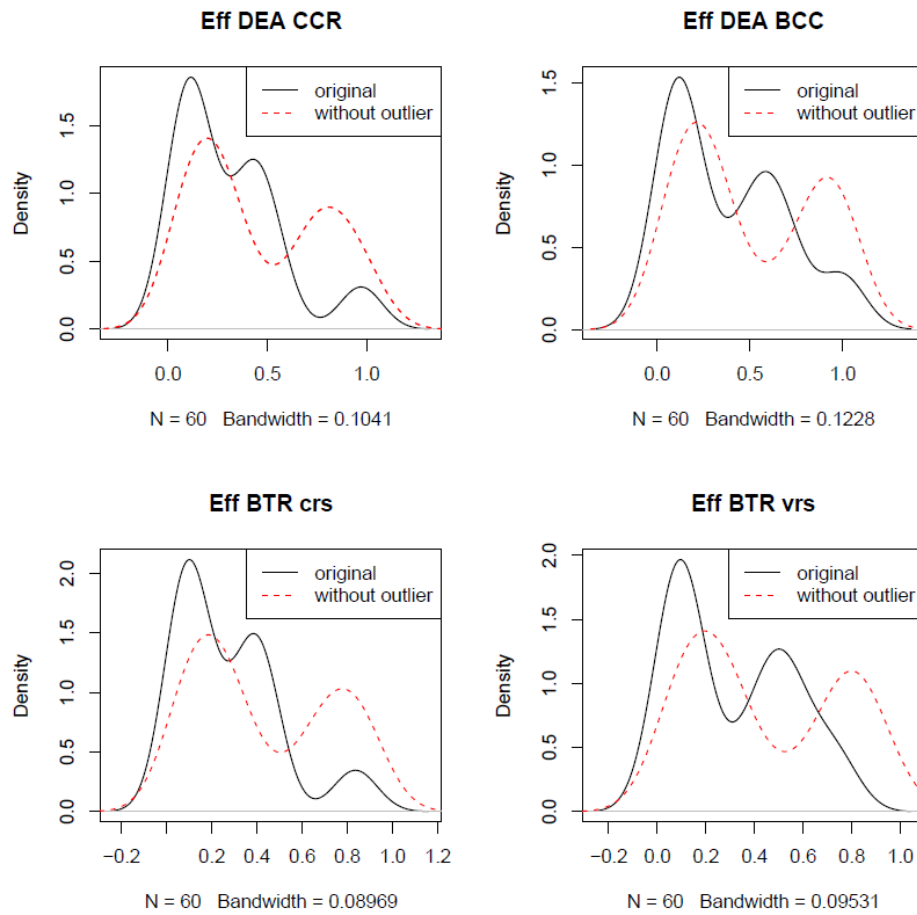 Eff DEA CCR
original
without outlier
Density
0.0 0.5 1.0 1.5
0.0 0.5 1.0
N = 60 Bandwidth = 0.1041
Eff DEA BCC
original
without outlier
Density
0.0 0.5 1.0 1.5
0.0 0.5 1.0
N = 60 Bandwidth = 0.1228
Eff BTR crs
original
without outlier
Density
0.0 0.5 1.0 1.5 2.0
−0.2 0.2 0.4 0.6 0.8 1.0 1.2
N = 60 Bandwidth = 0.08969
Eff BTR vrs
original
without outlier
Density
0.0 0.5 1.0 1.5 2.0
−0.2 0.0 0.2 0.4 0.6 0.8 1.0
N = 60 Bandwidth = 0.09531